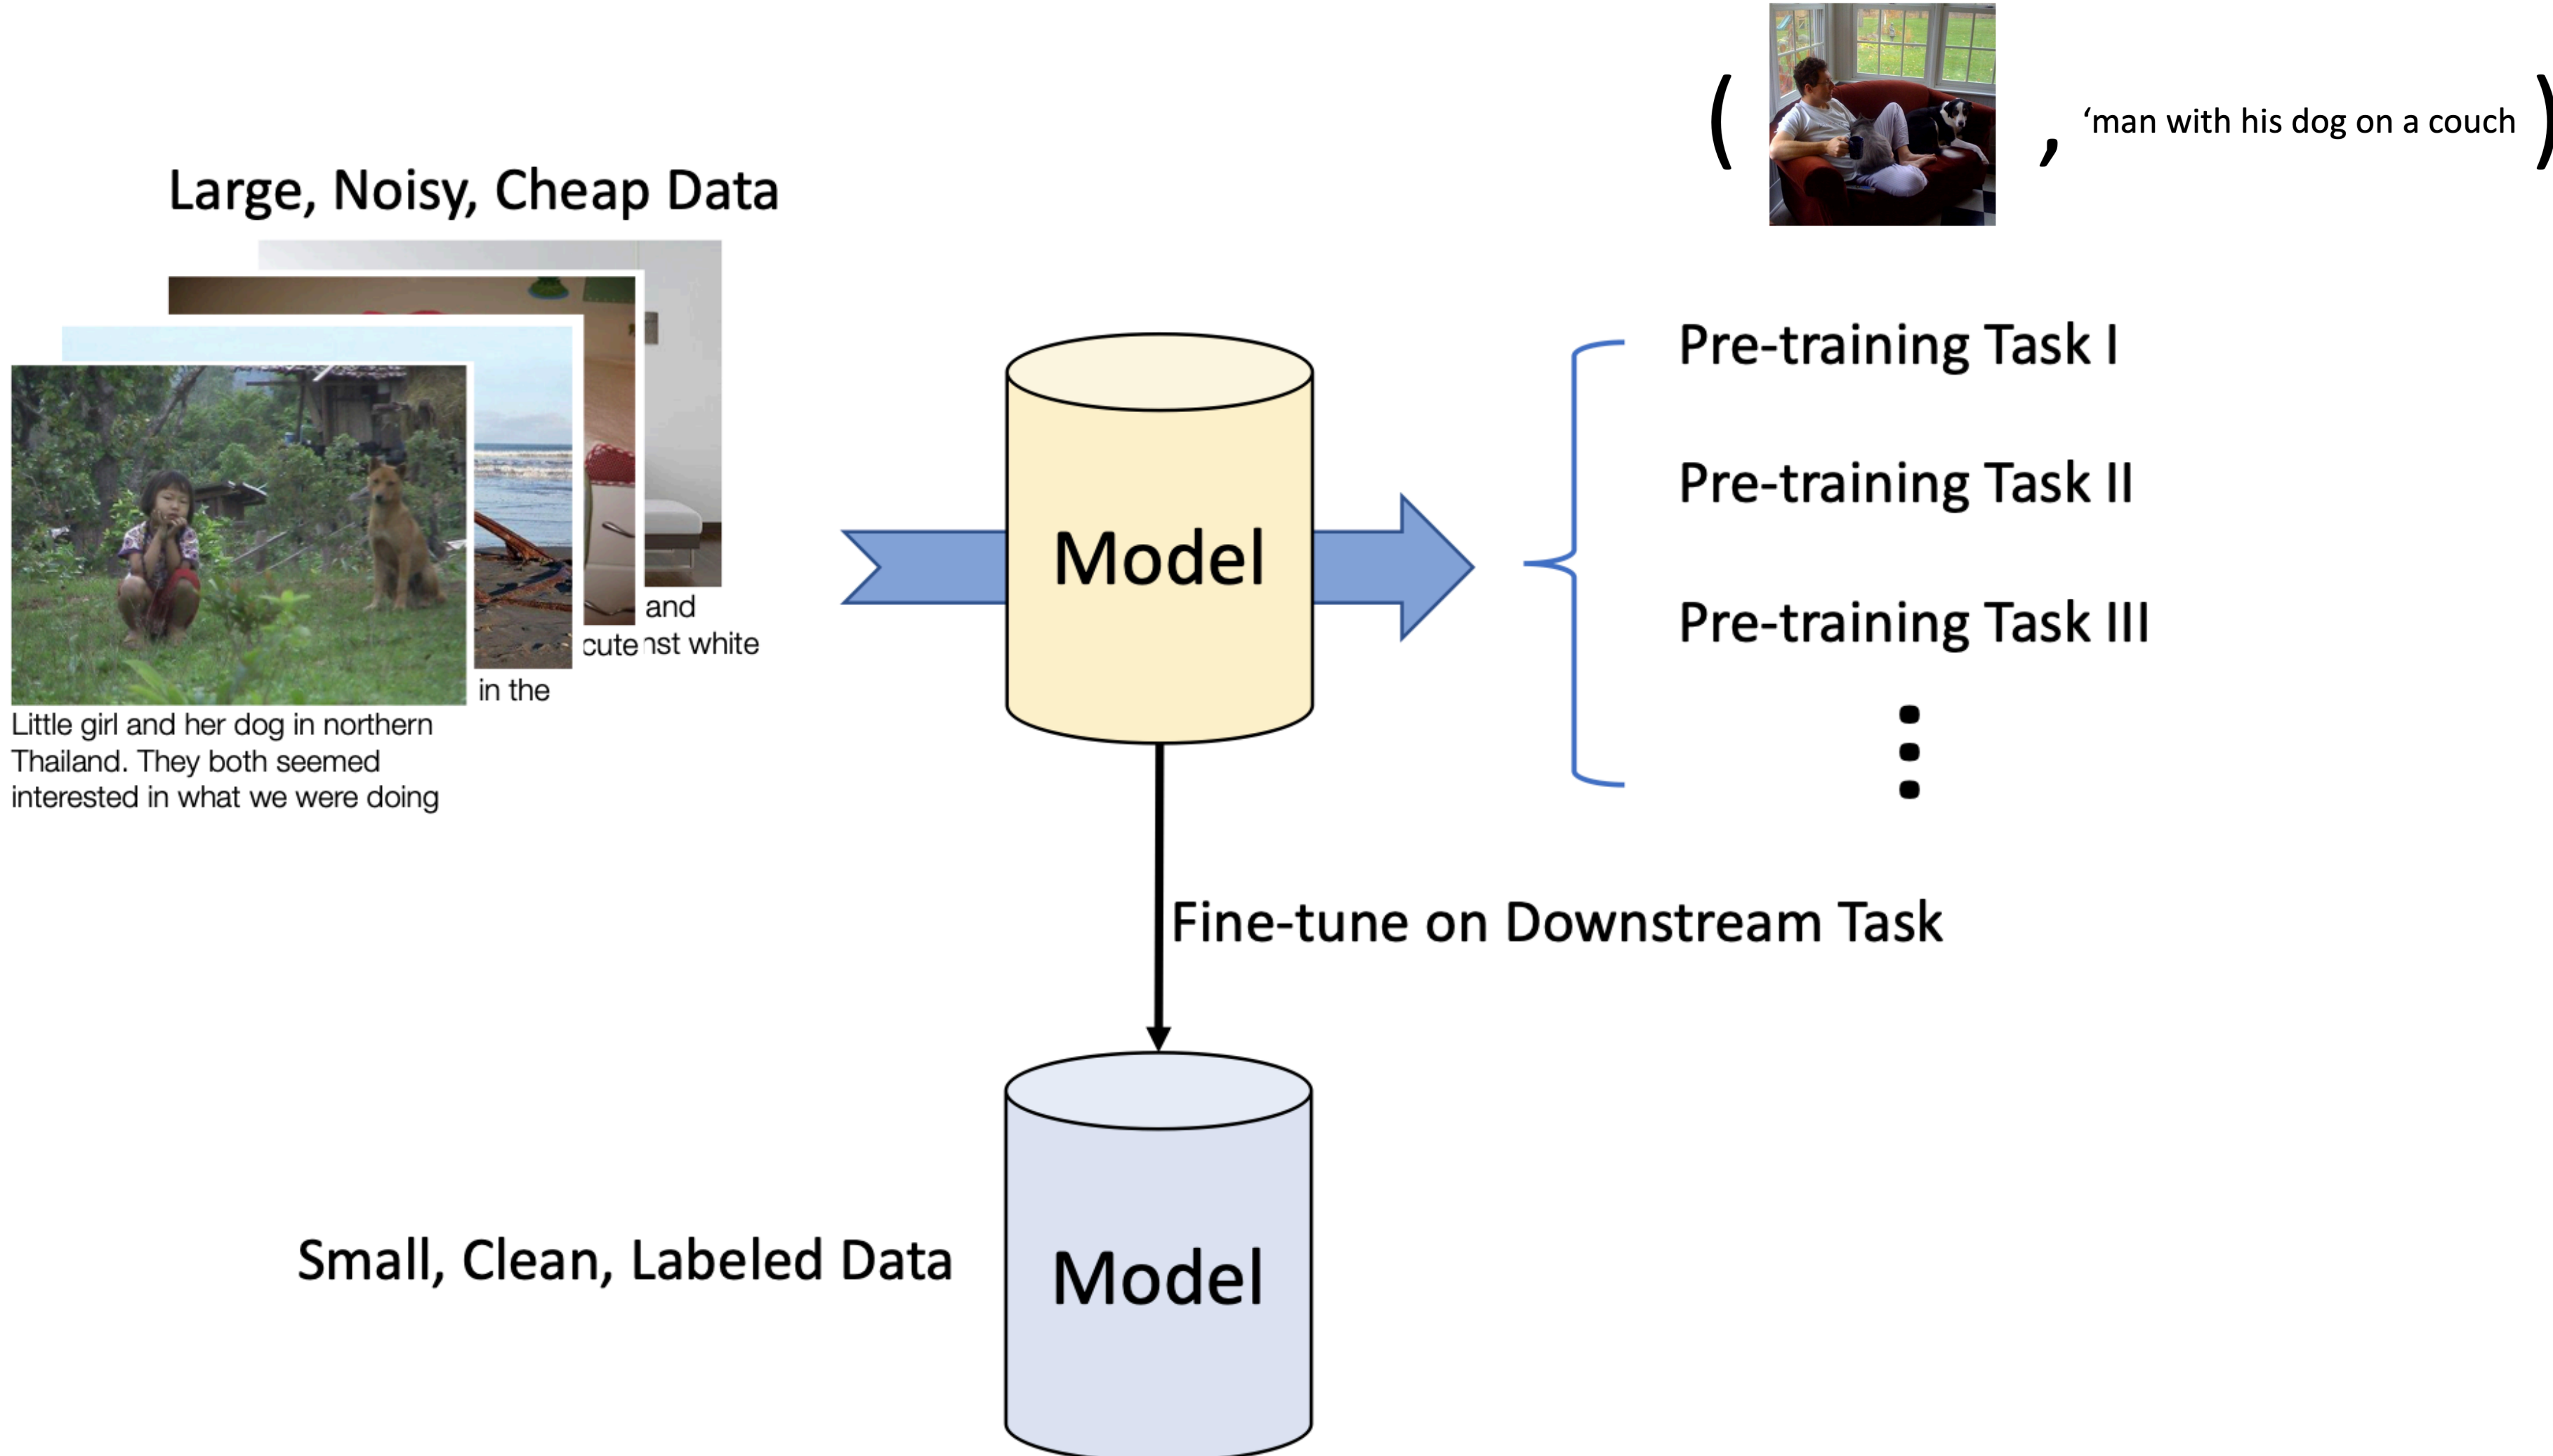 ( , ‘man with his dog on a couch )
Large, Noisy, Cheap Data
and
cute nst white
in the
Little girl and her dog in northern
Thailand. They both seemed
interested in what we were doing
Model
Pre-training Task I
Pre-training Task II
Pre-training Task III
Fine-tune on Downstream Task
Small, Clean, Labeled Data
Model